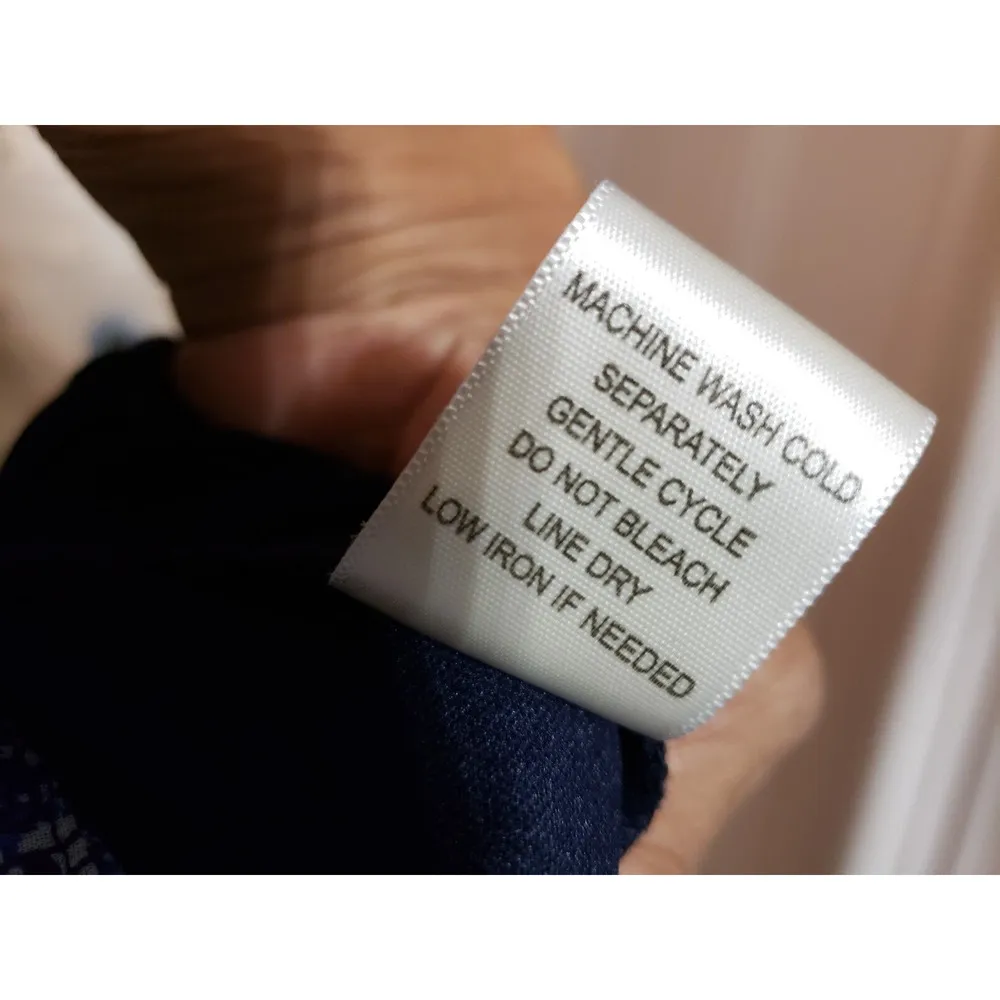 MACHINE WASH COLD
SEPARATELY
GENTLE CYCLE
DO NOT BLEACH
LINE DRY
LOW IRON IF NEEDED